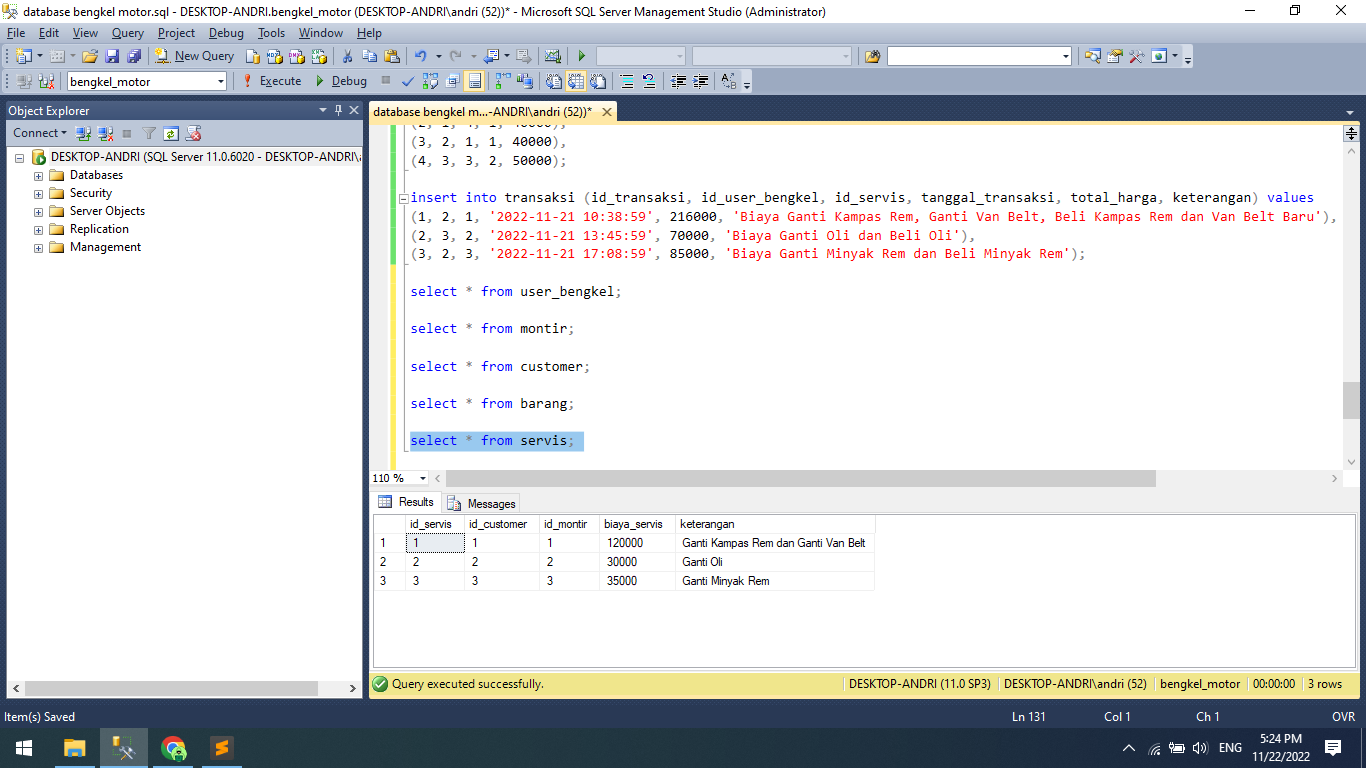 database bengkel motor.sql - DESKTOP-ANDRI.bengkel_motor (DESKTOP-ANDRI\andri (52))* - Microsoft SQL Server Management Studio (Administrator)
File Edit View Query Project Debug Tools Window Help
New Query
bengkel_motor Execute Debug
Object Explorer
Connect
DESKTOP-ANDRI (SQL Server 11.0.6020 - DESKTOP-ANDRI\
Databases
Security
Server Objects
Replication
Management
database bengkel m...-ANDRI\andri (52))*
(3, 2, 1, 1, 40000),
(4, 3, 3, 2, 50000);
insert into transaksi (id_transaksi, id_user_bengkel, id_servis, tanggal_transaksi, total_harga, keterangan) values
(1, 2, 1, '2022-11-21 10:38:59', 216000, 'Biaya Ganti Kampas Rem, Ganti Van Belt, Beli Kampas Rem dan Van Belt Baru'),
(2, 3, 2, '2022-11-21 13:45:59', 70000, 'Biaya Ganti Oli dan Beli Oli'),
(3, 2, 3, '2022-11-21 17:08:59', 85000, 'Biaya Ganti Minyak Rem dan Beli Minyak Rem');
select * from user_bengkel;
select * from montir;
select * from customer;
select * from barang;
select * from servis;
110 %
Results Messages
id_servis id_customer id_montir biaya_servis keterangan
1 1 1 1 120000 Ganti Kampas Rem dan Ganti Van Belt
2 2 2 2 30000 Ganti Oli
3 3 3 3 35000 Ganti Minyak Rem
Query executed successfully. DESKTOP-ANDRI (11.0 SP3) DESKTOP-ANDRI\andri (52) bengkel_motor 00:00:00 3 rows
Item(s) Saved Ln 131 Col 1 Ch 1 OVR
ENG 5:24 PM
11/22/2022